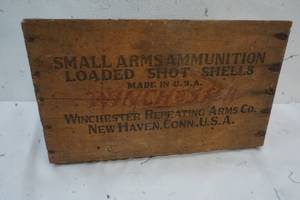 SMALL ARMS AMMUNITION
LOADED SHOT SHELLS
MADE IN U.S.A.
WINCHESTER
WINCHESTER REPEATING ARMS CO.
NEW HAVEN, CONN., U.S.A.